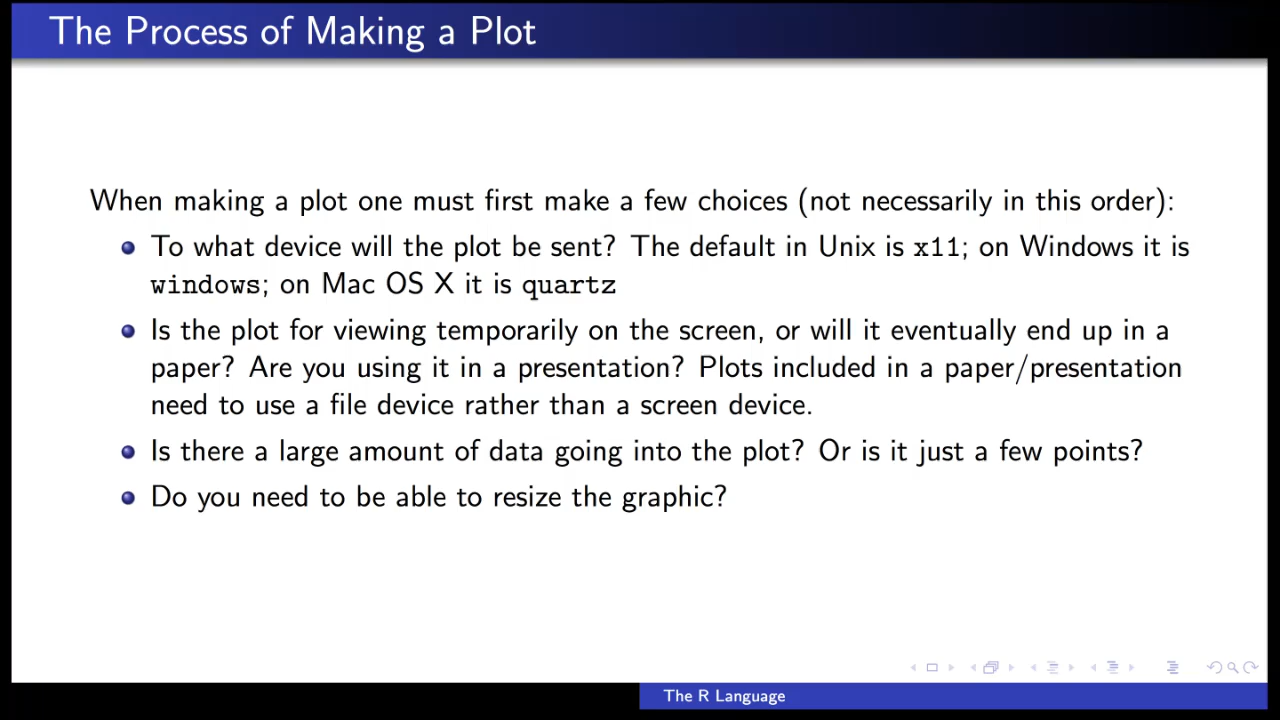 The Process of Making a Plot
When making a plot one must first make a few choices (not necessarily in this order):
To what device will the plot be sent? The default in Unix is x11; on Windows it is
windows; on Mac OS X it is quartz
Is the plot for viewing temporarily on the screen, or will it eventually end up in a
paper? Are you using it in a presentation? Plots included in a paper/presentation
need to use a file device rather than a screen device.
Is there a large amount of data going into the plot? Or is it just a few points?
Do you need to be able to resize the graphic?
The R Language